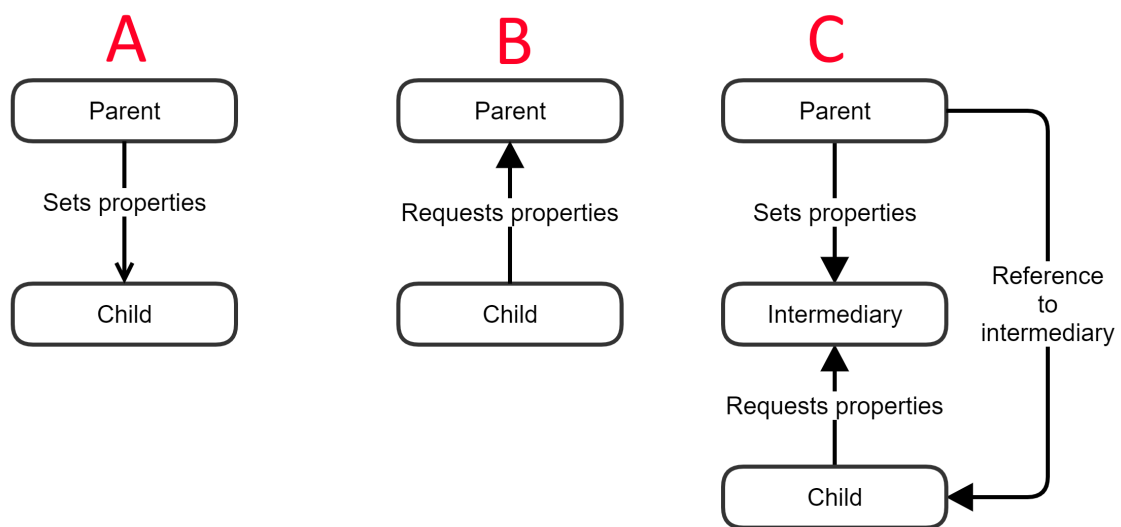 A
Parent
Sets properties
Child
B
Parent
Requests properties
Child
C
Parent
Sets properties
Intermediary
Requests properties
Child
Reference
to
intermediary